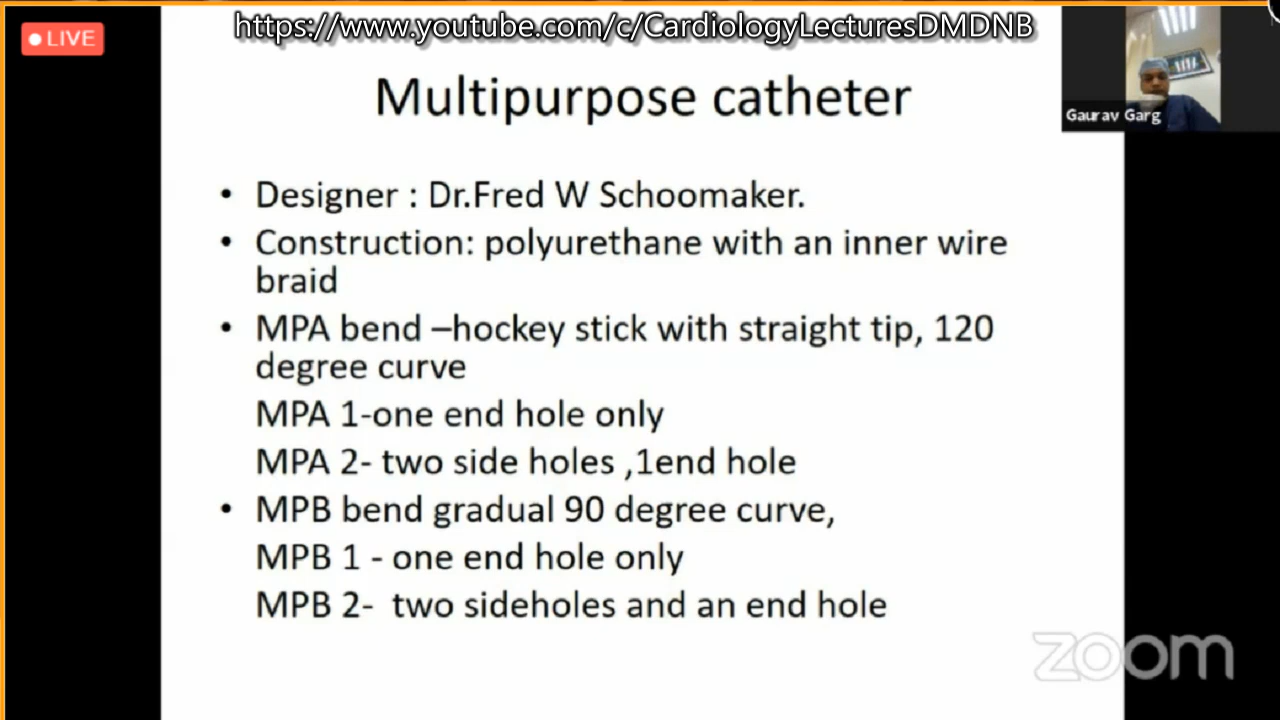 https://www.youtube.com/c/CardiologyLecturesDMDNB
LIVE
Gaurav Garg
Multipurpose catheter
• Designer : Dr.Fred W Schoomaker.
• Construction: polyurethane with an inner wire
braid
• MPA bend –hockey stick with straight tip, 120
degree curve
MPA 1-one end hole only
MPA 2- two side holes ,1end hole
• MPB bend gradual 90 degree curve,
MPB 1 - one end hole only
MPB 2-  two sideholes and an end hole
zoom